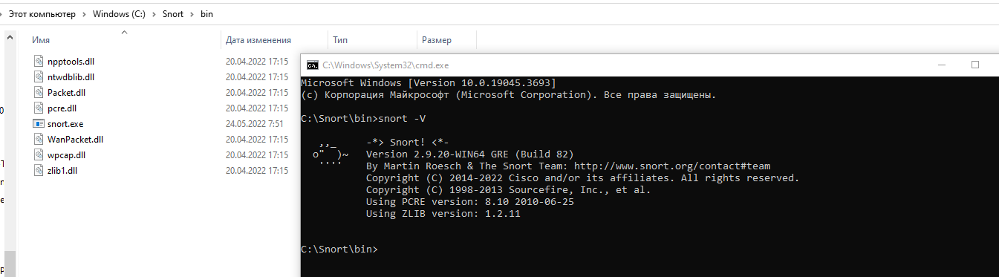 Этот компьютер > Windows (C:) > Snort > bin
Имя Дата изменения Тип Размер
npptools.dll 20.04.2022 17:15
ntwdblib.dll 20.04.2022 17:15
Packet.dll 20.04.2022 17:15
pcre.dll 20.04.2022 17:15
snort.exe 24.05.2022 7:51
WanPacket.dll 20.04.2022 17:15
wpcap.dll 20.04.2022 17:15
zlib1.dll 20.04.2022 17:15
C:\Windows\System32\cmd.exe
Microsoft Windows [Version 10.0.19045.3693]
(c) Корпорация Майкрософт (Microsoft Corporation). Все права защищены.
C:\Snort\bin>snort -V
,,_ -*> Snort! <*-
o"  )~ Version 2.9.20-WIN64 GRE (Build 82)
'''' By Martin Roesch & The Snort Team: http://www.snort.org/contact#team
Copyright (C) 2014-2022 Cisco and/or its affiliates. All rights reserved.
Copyright (C) 1998-2013 Sourcefire, Inc., et al.
Using PCRE version: 8.10 2010-06-25
Using ZLIB version: 1.2.11
C:\Snort\bin>